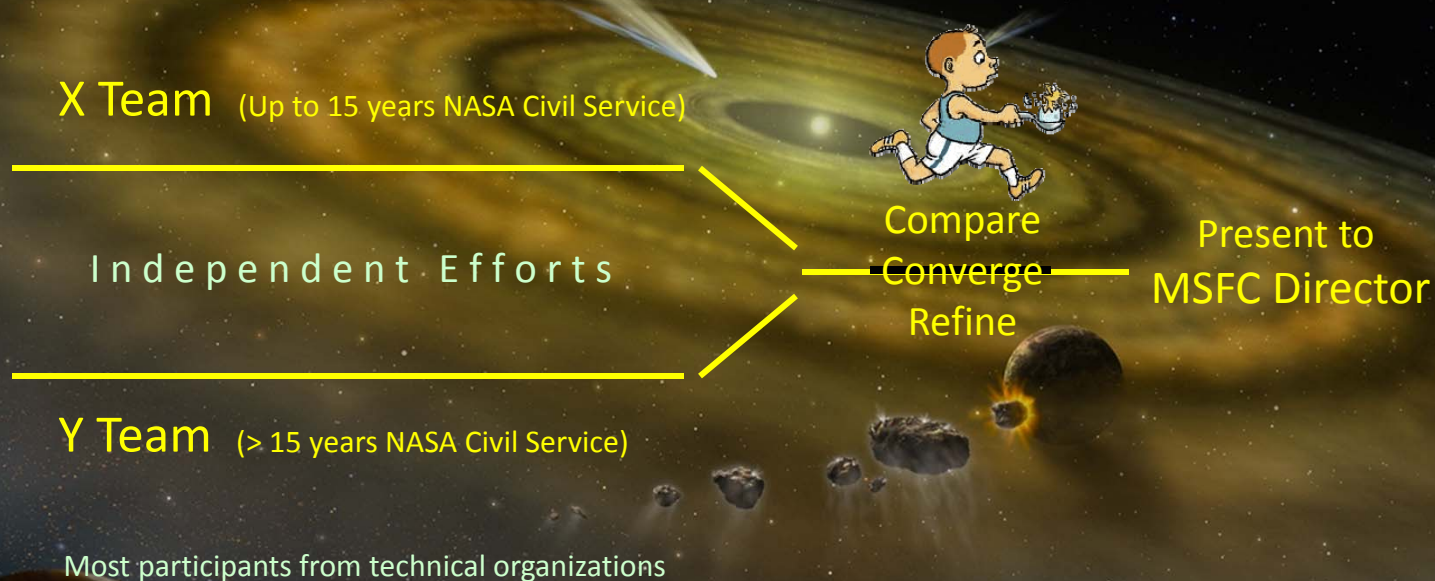 X Team (Up to 15 years NASA Civil Service)
Independent Efforts
Y Team (> 15 years NASA Civil Service)
Compare
Converge
Refine
Present to
MSFC Director
Most participants from technical organizations